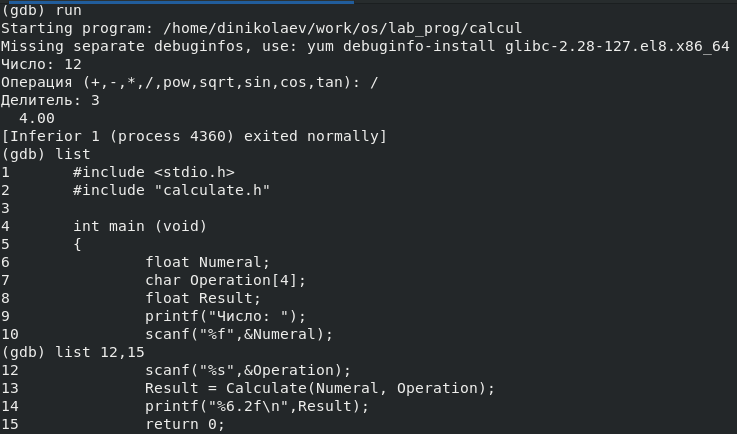 (gdb) run
Starting program: /home/dinikolaev/work/os/lab_prog/calcul
Missing separate debuginfos, use: yum debuginfo-install glibc-2.28-127.el8.x86_64
Число: 12
Операция (+,-,*,/,pow,sqrt,sin,cos,tan): /
Делитель: 3
  4.00
[Inferior 1 (process 4360) exited normally]
(gdb) list
1       #include <stdio.h>
2       #include "calculate.h"
3
4       int main (void)
5       {
6               float Numeral;
7               char Operation[4];
8               float Result;
9               printf("Число: ");
10              scanf("%f",&Numeral);
(gdb) list 12,15
12              scanf("%s",&Operation);
13              Result = Calculate(Numeral, Operation);
14              printf("%6.2f\n",Result);
15              return 0;